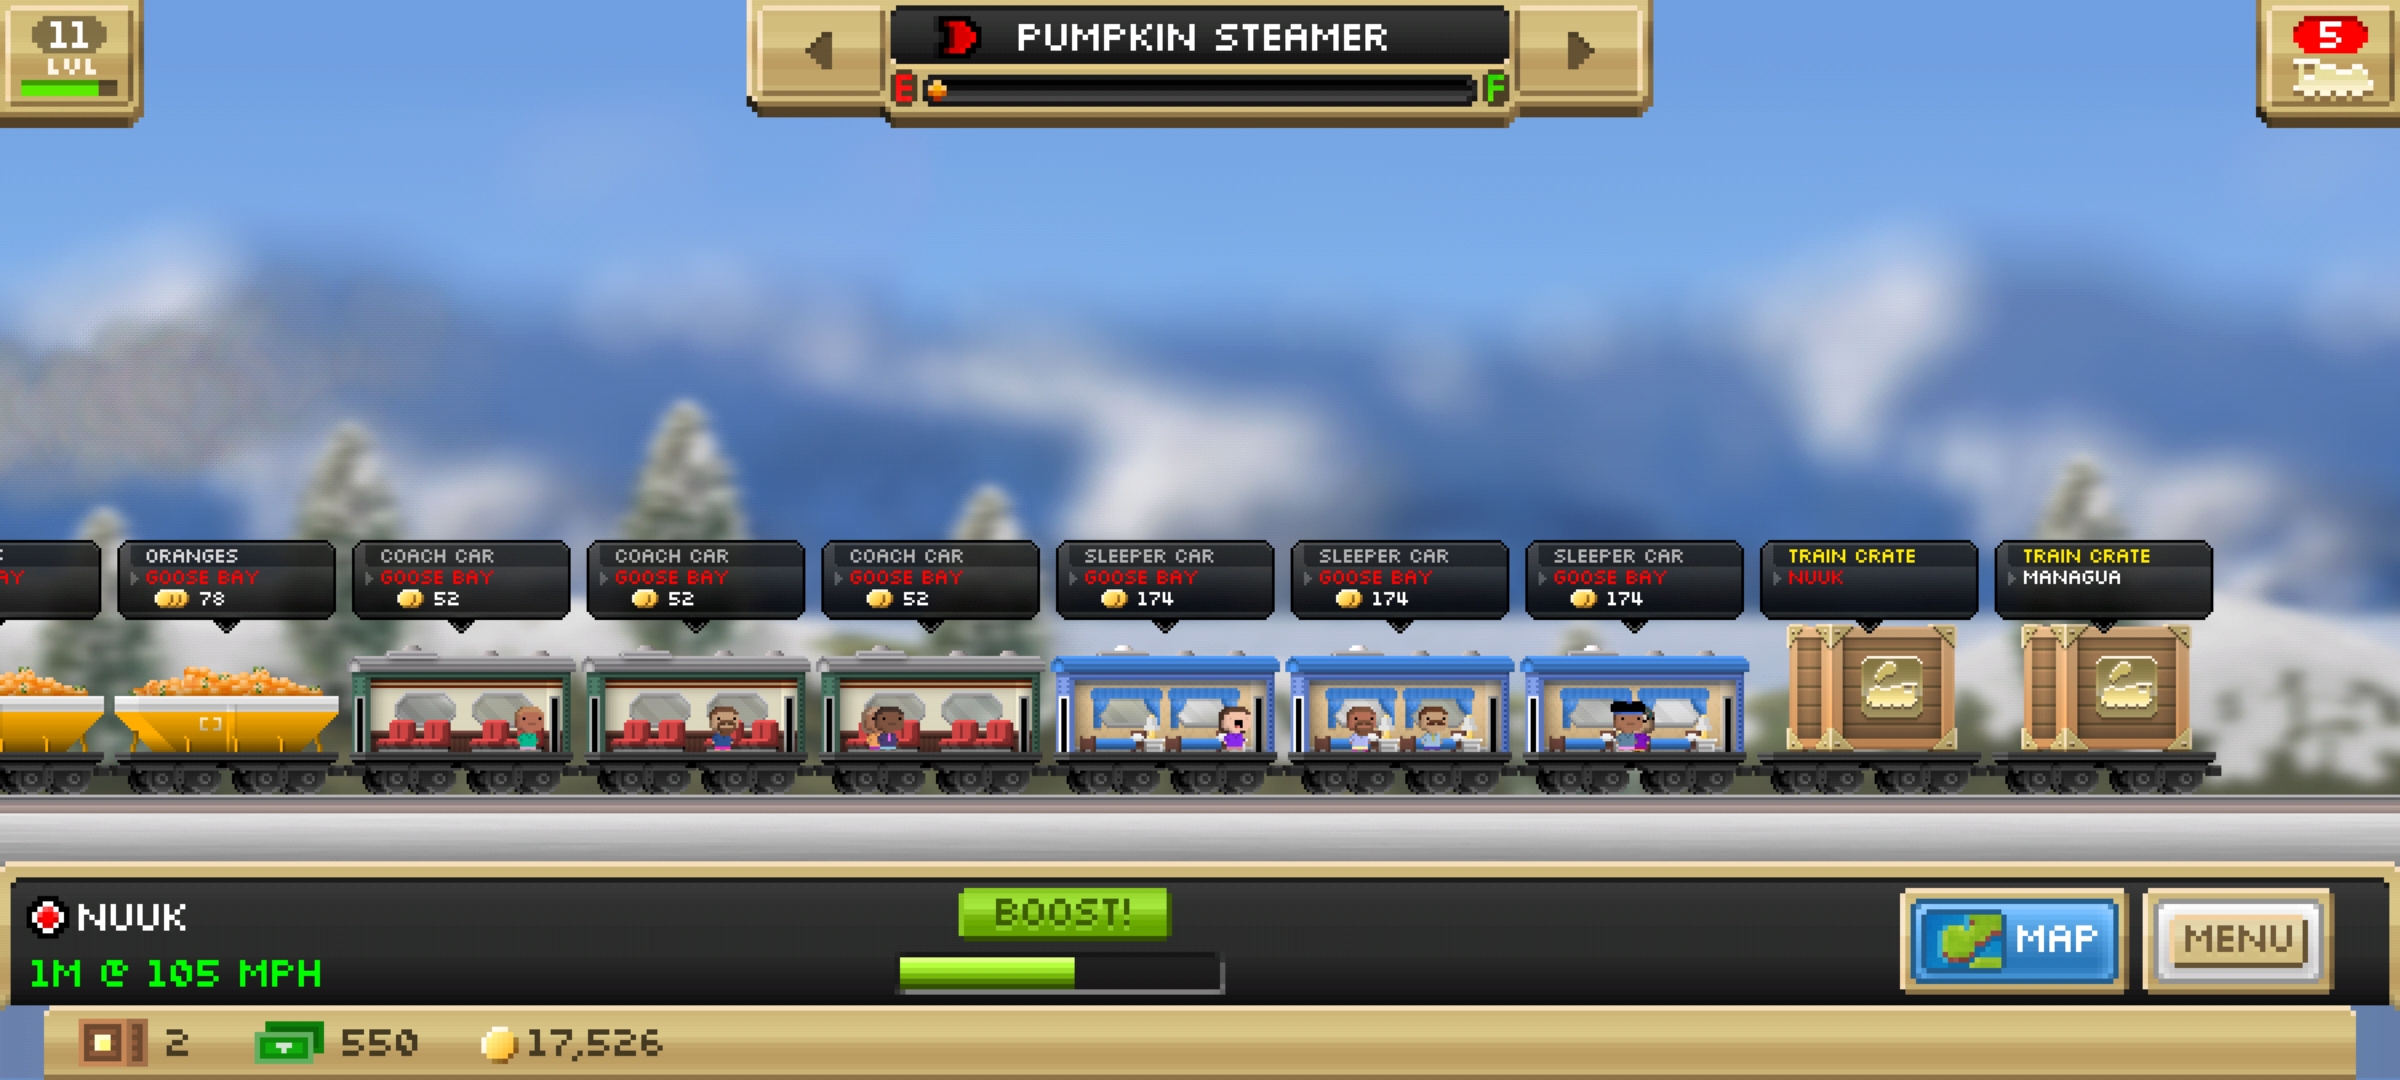 11
LVL
PUMPKIN STEAMER
E F
5
AY
ORANGES
GOOSE BAY
78
COACH CAR
GOOSE BAY
52
COACH CAR
GOOSE BAY
52
COACH CAR
GOOSE BAY
52
SLEEPER CAR
GOOSE BAY
174
SLEEPER CAR
GOOSE BAY
174
SLEEPER CAR
GOOSE BAY
174
TRAIN CRATE
NUUK
TRAIN CRATE
MANAGUA
NUUK
1M @ 105 MPH
BOOST!
MAP
MENU
2 550 17,526